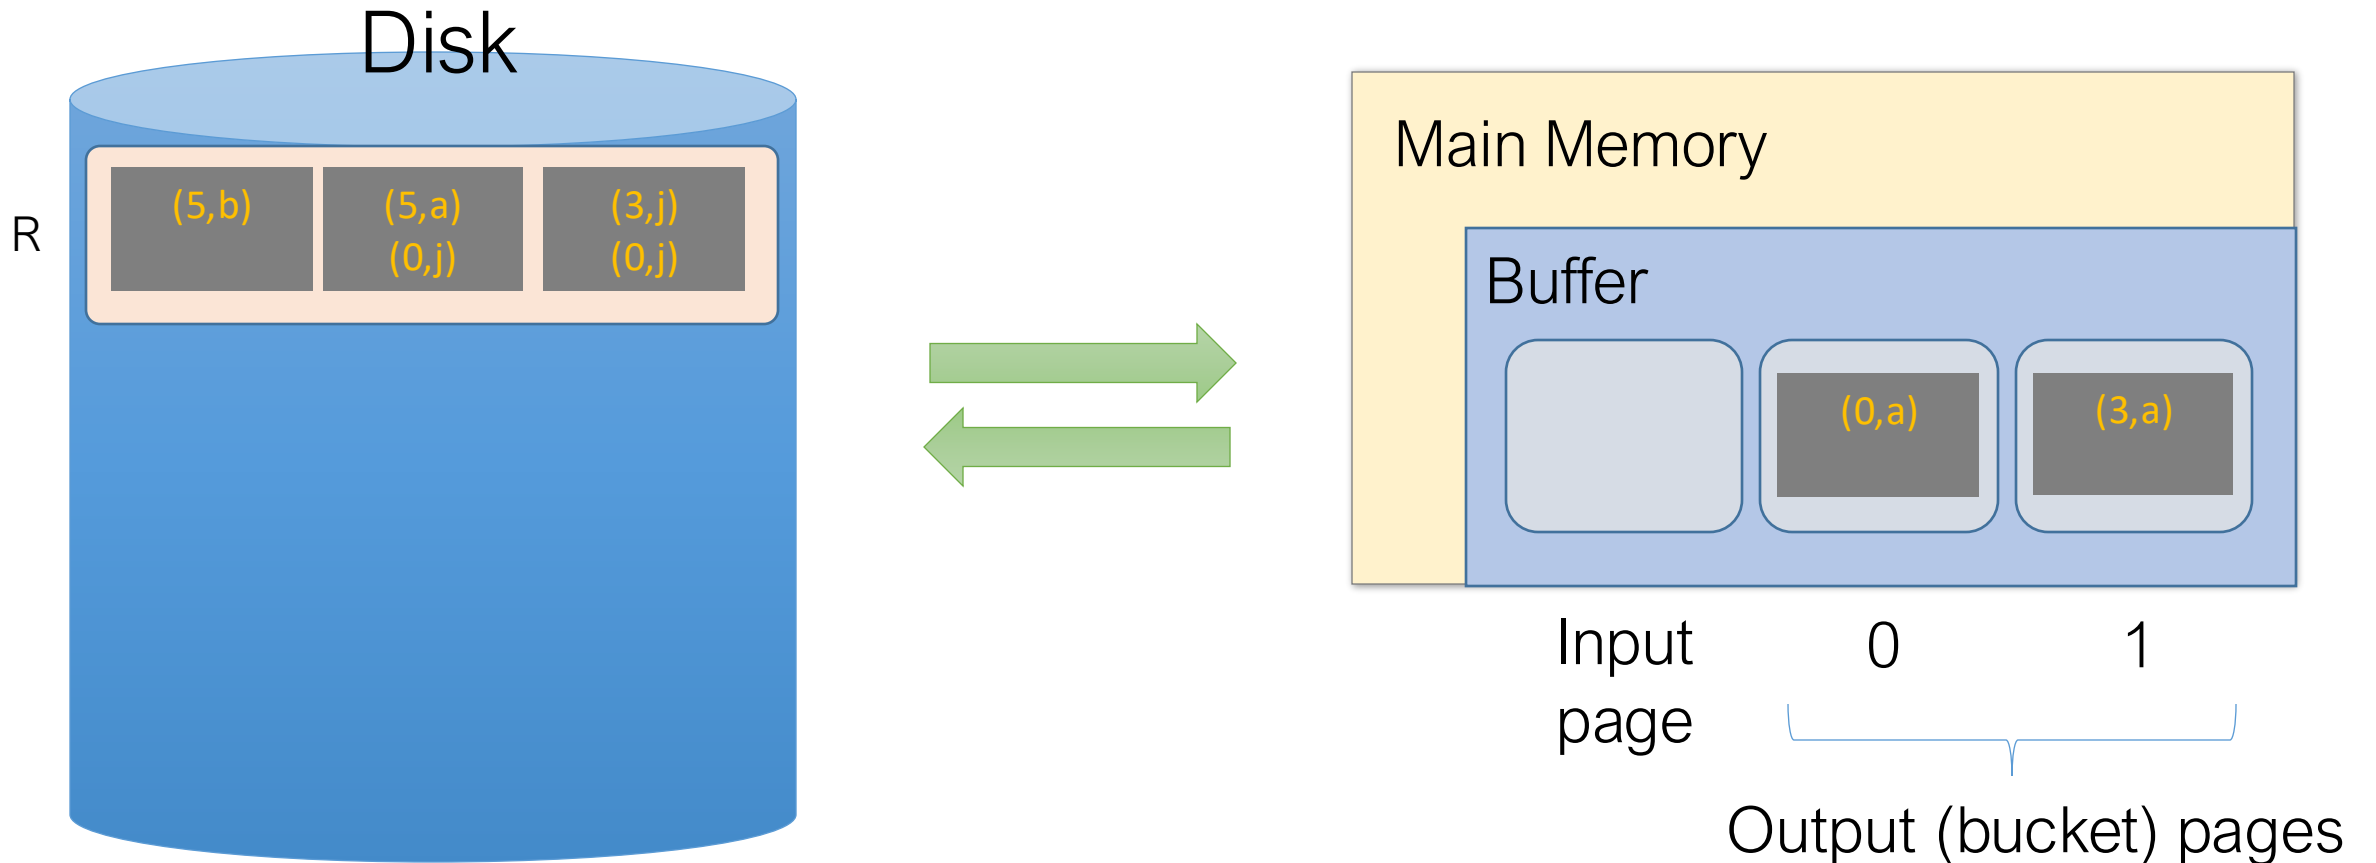 Disk
R
(5,b)
(5,a)
(0,j)
(3,j)
(0,j)
Main Memory
Buffer
(0,a)
(3,a)
Input
page
0
1
Output (bucket) pages